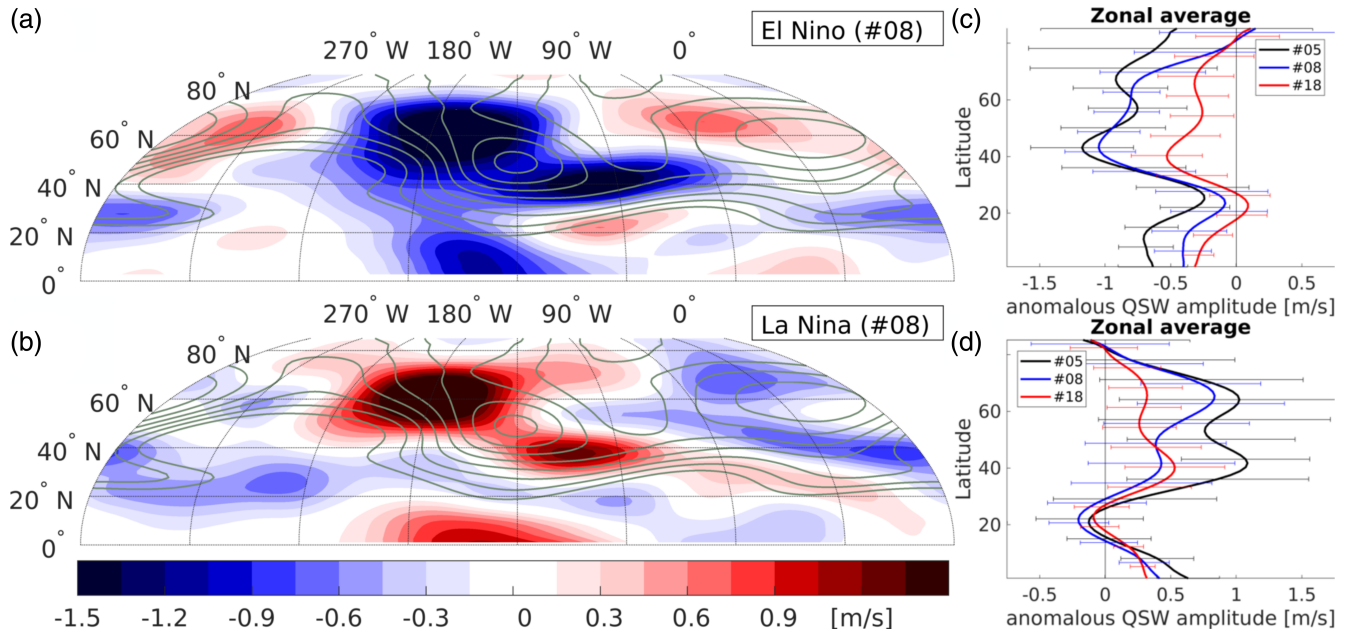 (a)
El Nino (#08)
270° W 180° W 90° W 0°
80° N
60° N
40° N
20° N
0°
(b)
La Nina (#08)
270° W 180° W 90° W 0°
80° N
60° N
40° N
20° N
0°
-1.5 -1.2 -0.9 -0.6 -0.3 0 0.3 0.6 0.9 [m/s]
(c)
Zonal average
#05
#08
#18
Latitude
60
40
20
-1.5 -1 -0.5 0 0.5
anomalous QSW amplitude [m/s]
(d)
Zonal average
#05
#08
#18
Latitude
60
40
20
-0.5 0 0.5 1 1.5
anomalous QSW amplitude [m/s]